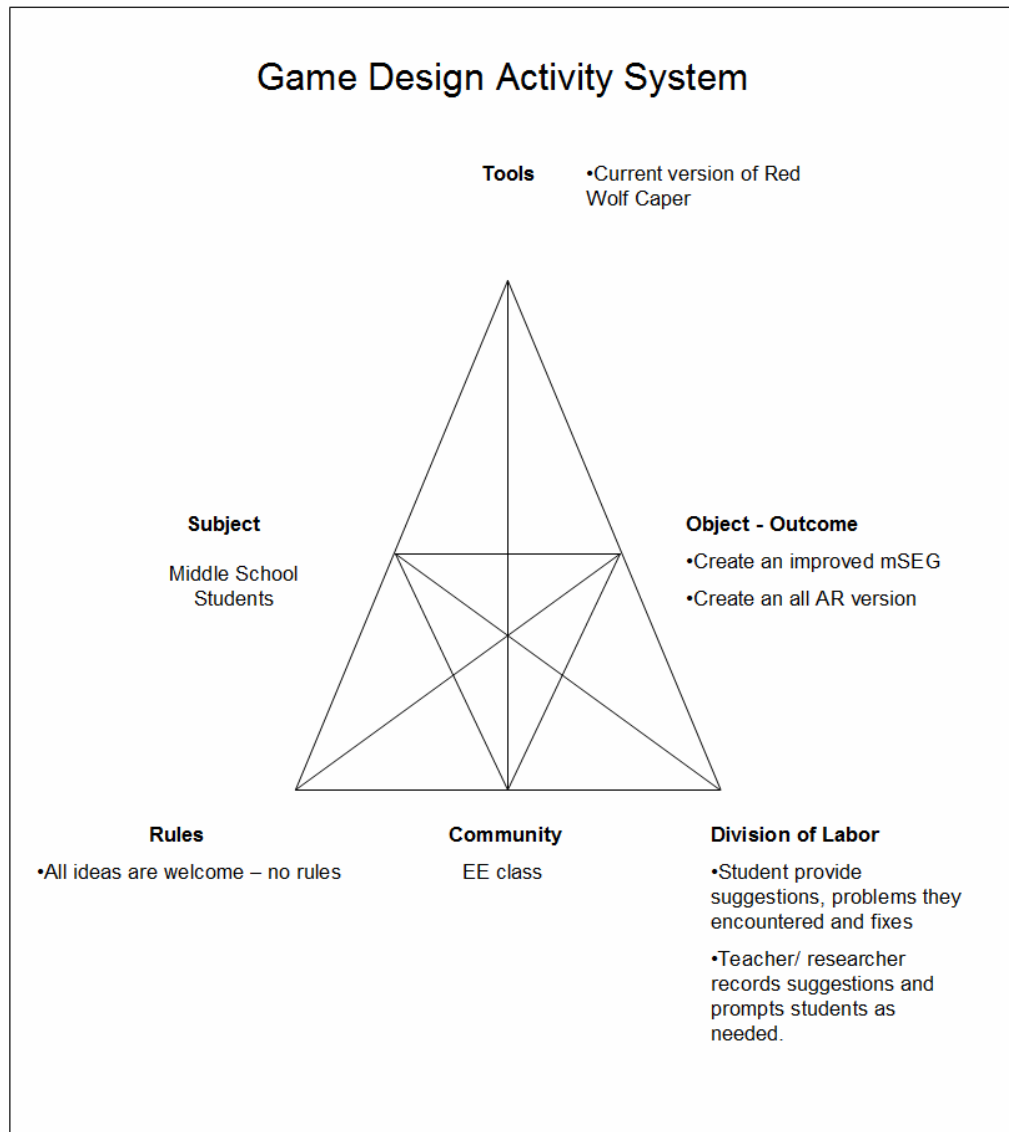 Game Design Activity System
Tools
•Current version of Red
Wolf Caper
Subject
Middle School
Students
Object - Outcome
•Create an improved mSEG
•Create an all AR version
Rules
•All ideas are welcome – no rules
Community
EE class
Division of Labor
•Student provide
suggestions, problems they
encountered and fixes
•Teacher/ researcher
records suggestions and
prompts students as
needed.